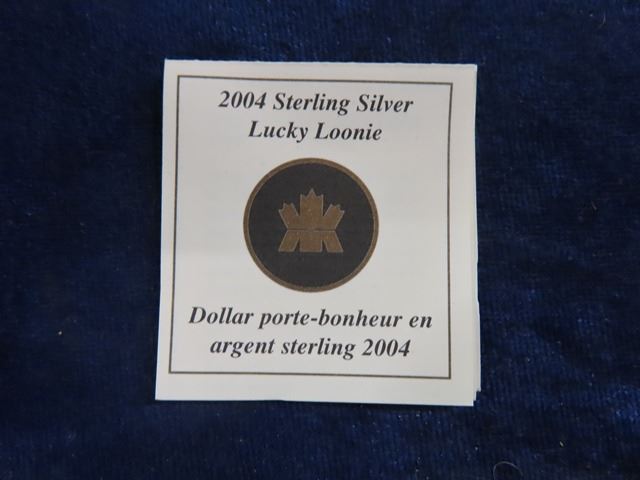 2004 Sterling Silver
Lucky Loonie
Dollar porte-bonheur en
argent sterling 2004